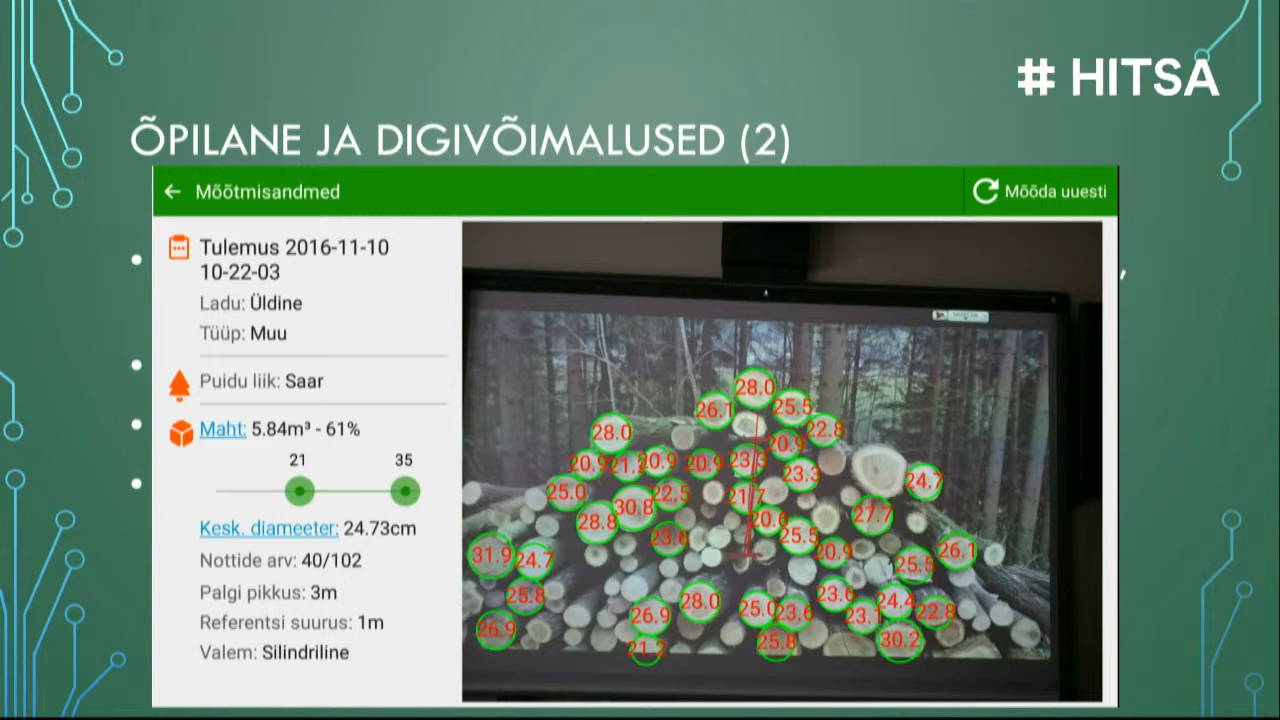 # HITSA
ÕPILANE JA DIGIVÕIMALUSED (2)
Mõõtmisandmed
Mõõda uuesti
Tulemus 2016-11-10
10-22-03
Ladu: Üldine
Tüüp: Muu
Puidu liik: Saar
Maht: 5.84m³ - 61%
21 35
Kesk. diameeter: 24.73cm
Nottide arv: 40/102
Palgi pikkus: 3m
Referentsi suurus: 1m
Valem: Silindriline
28.0
26.1 25.5
28.0 22.8
20.9
20.9 20.9 20.9 23.3
23.3
25.0 22.5 24.7
30.8
28.8 20.6 27.7
23.6 25.5
31.9 24.7 20.9 25.5 26.1
25.8 28.0 23.6 24.4
26.9 25.0 23.6 23.1 22.8
26.9 25.8 30.2
21.2